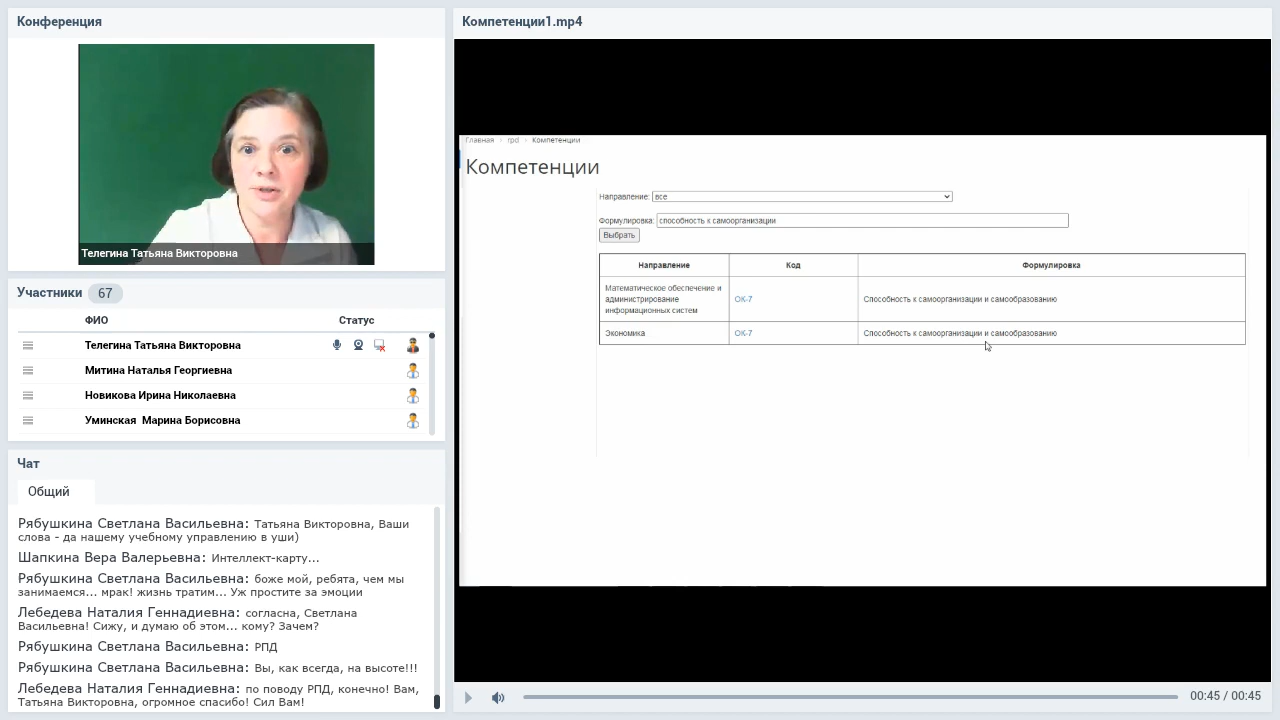 Конференция
Телегина Татьяна Викторовна
Участники 67
ФИО Статус
Телегина Татьяна Викторовна
Митина Наталья Георгиевна
Новикова Ирина Николаевна
Уминская Марина Борисовна
Чат
Общий
Рябушкина Светлана Васильевна: Татьяна Викторовна, Ваши
слова - да нашему учебному управлению в уши)
Шапкина Вера Валерьевна: Интеллект-карту...
Рябушкина Светлана Васильевна: боже мой, ребята, чем мы
занимаемся... мрак! жизнь тратим... Уж простите за эмоции
Лебедева Наталия Геннадиевна: согласна, Светлана
Васильевна! Сижу, и думаю об этом... кому? Зачем?
Рябушкина Светлана Васильевна: РПД
Рябушкина Светлана Васильевна: Вы, как всегда, на высоте!!!
Лебедева Наталия Геннадиевна: по поводу РПД, конечно! Вам,
Татьяна Викторовна, огромное спасибо! Сил Вам!
Компетенции1.mp4
Главная › rpd › Компетенции
Компетенции
Направление: все
Формулировка: способность к самоорганизации
Выбрать
Направление Код Формулировка
Математическое обеспечение и
администрирование ОК-7 Способность к самоорганизации и самообразованию
информационных систем
Экономика ОК-7 Способность к самоорганизации и самообразованию
00:45 / 00:45